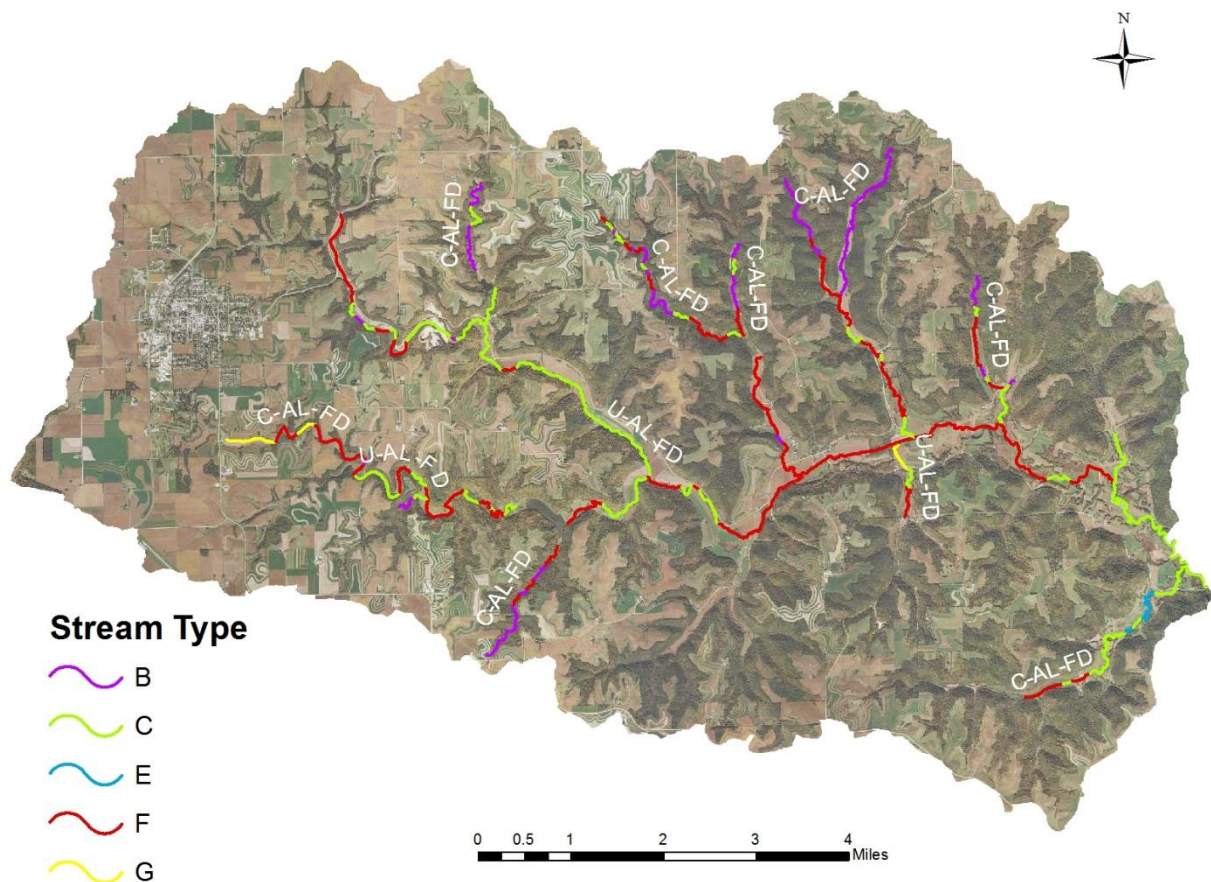 N
C-AL-FD
C-AL-FD
C-AL-FD
C-AL-FD
C-AL-FD
C-AL-FD
U-AL-FD
U-AL-FD
U-AL-FD
C-AL-FD
C-AL-FD
Stream Type
B
C
E
F
G
0 0.5 1 2 3 4
Miles